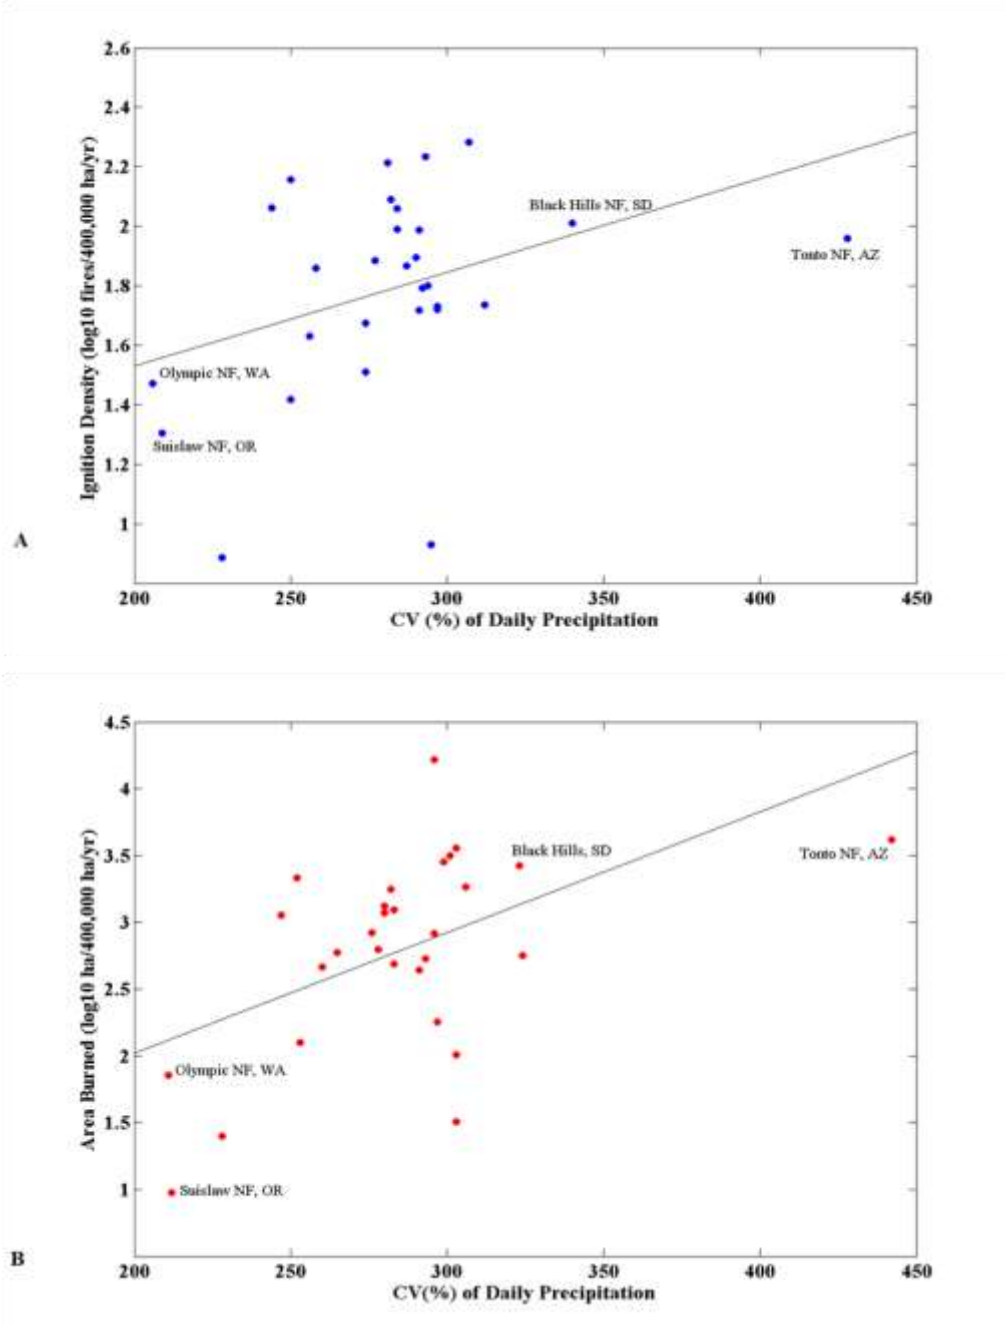 2.6
2.4
2.2
2
1.8
1.6
1.4
1.2
1
Ignition Density (log10 fires/400,000 ha/yr)
Black Hills NF, SD
Tonto NF, AZ
Olympic NF, WA
Suislaw NF, OR
A
200 250 300 350 400 450
CV (%) of Daily Precipitation
4.5
4
3.5
3
2.5
2
1.5
1
Area Burned (log10 ha/400,000 ha/yr)
Black Hills, SD
Tonto NF, AZ
Olympic NF, WA
Suislaw NF, OR
B
200 250 300 350 400 450
CV(%) of Daily Precipitation